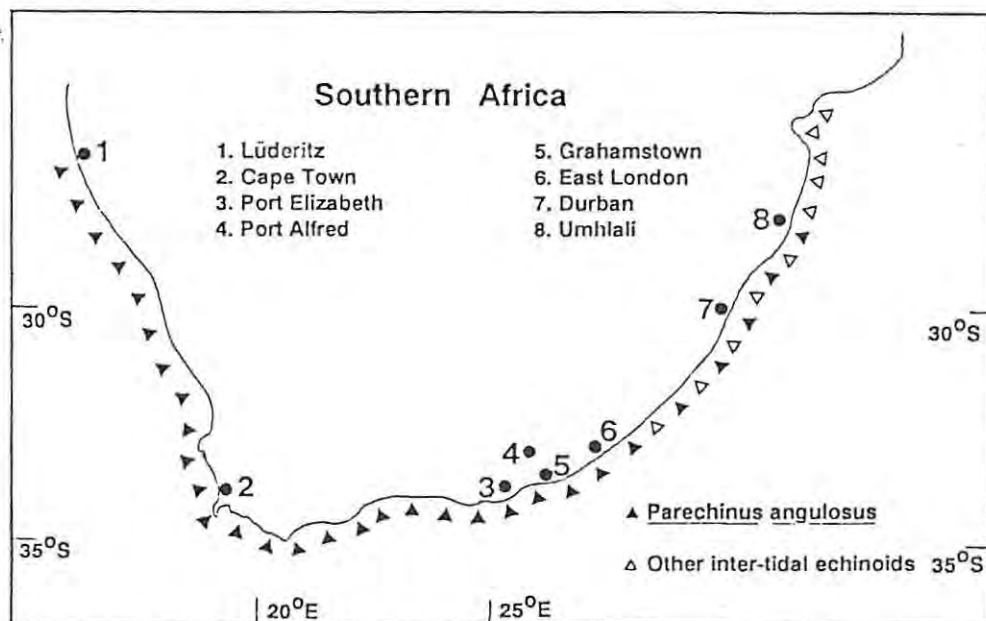 Southern Africa
1. Lüderitz
2. Cape Town
3. Port Elizabeth
4. Port Alfred
5. Grahamstown
6. East London
7. Durban
8. Umhlali
1
2
3
4
5
6
7
8
30°S
30°S
35°S
35°S
20°E
25°E
Parechinus angulosus
Other inter-tidal echinoids